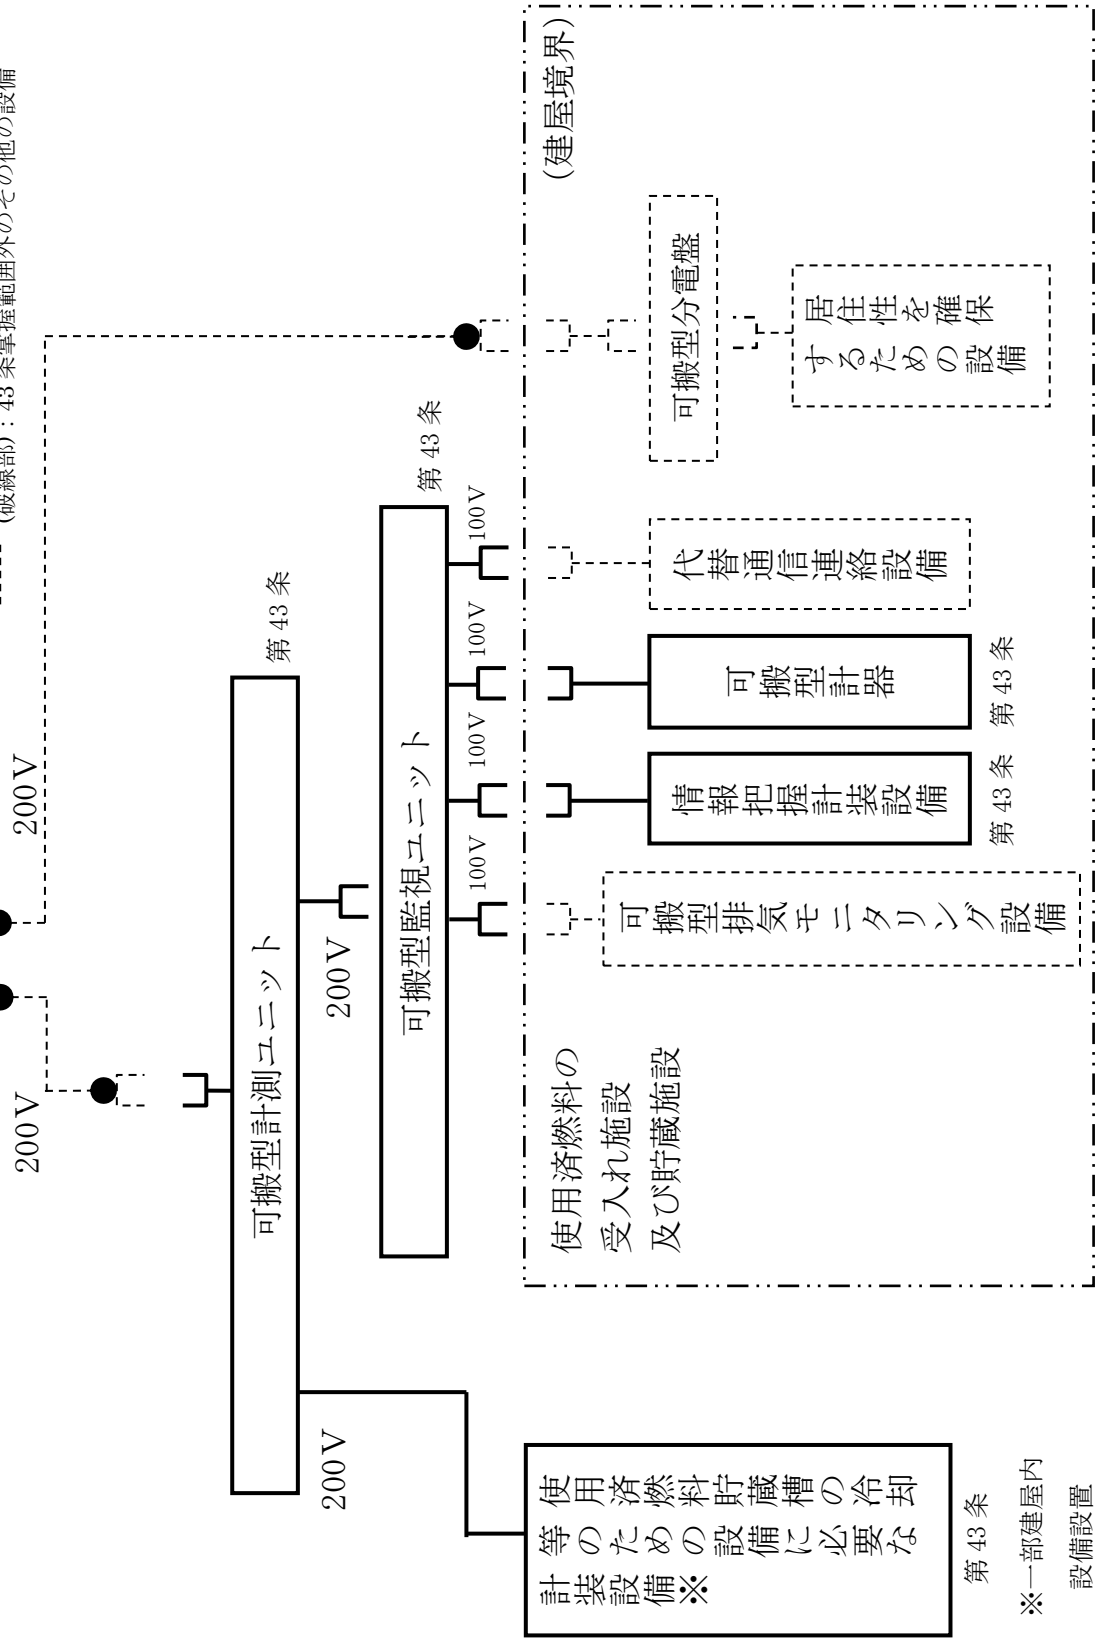 (破線部)：43条掌握範囲外のその他の設備
200V
200V
可搬型計測ユニット
第43条
200V
200V
可搬型監視ユニット
第43条
100V
100V
100V
100V
(建屋境界)
使用済燃料の
受入れ施設
及び貯蔵施設
使用済燃料貯蔵槽の冷却
等のための設備に必要な
計装設備※
第43条
※一部建屋内
設備設置
可搬型排気モニタリング設備
情報把握計装設備
第43条
可搬型計器
第43条
代替通信連絡設備
可搬型分電盤
居住性を確保
するための設備